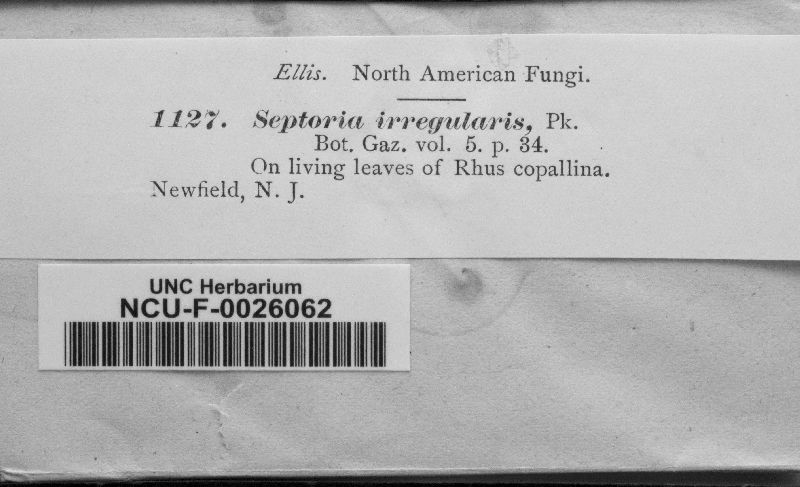 Ellis. North American Fungi.
1127. Septoria irregularis, Pk.
Bot. Gaz. vol. 5. p. 34.
On living leaves of Rhus copallina.
Newfield, N. J.
UNC Herbarium
NCU-F-0026062